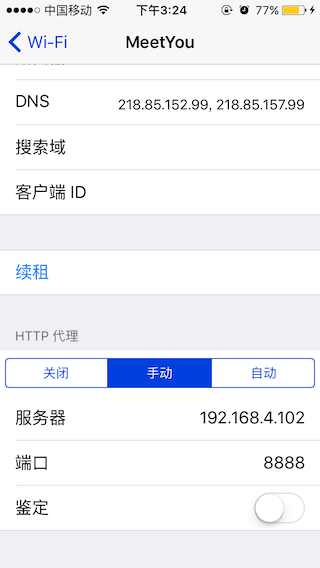 中国移动 下午3:24 77%
Wi-Fi MeetYou
DNS 218.85.152.99, 218.85.157.99
搜索域
客户端 ID
续租
HTTP 代理
关闭 手动 自动
服务器 192.168.4.102
端口 8888
鉴定